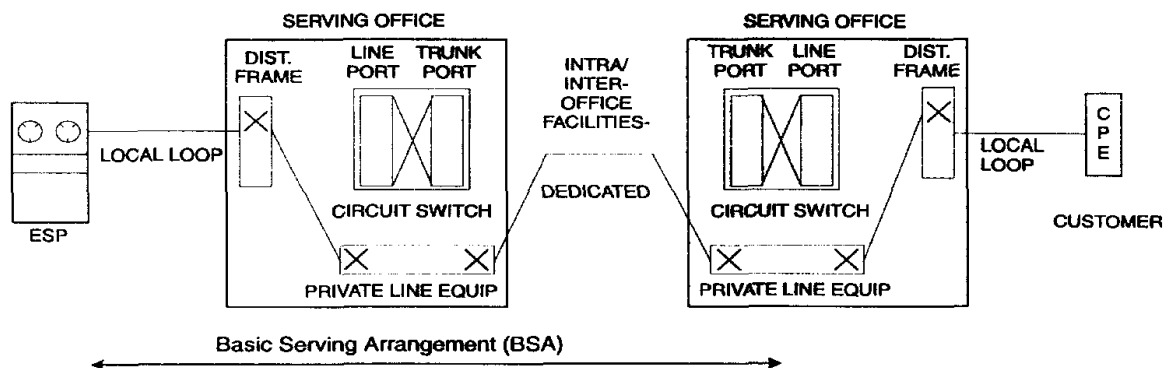 SERVING OFFICE
SERVING OFFICE
DIST.
FRAME
LINE
PORT
TRUNK
PORT
INTRA/
INTER-
OFFICE
FACILITIES-
TRUNK
PORT
LINE
PORT
DIST.
FRAME
LOCAL LOOP
DEDICATED
LOCAL
LOOP
CPE
ESP
CIRCUIT SWITCH
CIRCUIT SWITCH
CUSTOMER
PRIVATE LINE EQUIP
PRIVATE LINE EQUIP
Basic Serving Arrangement (BSA)